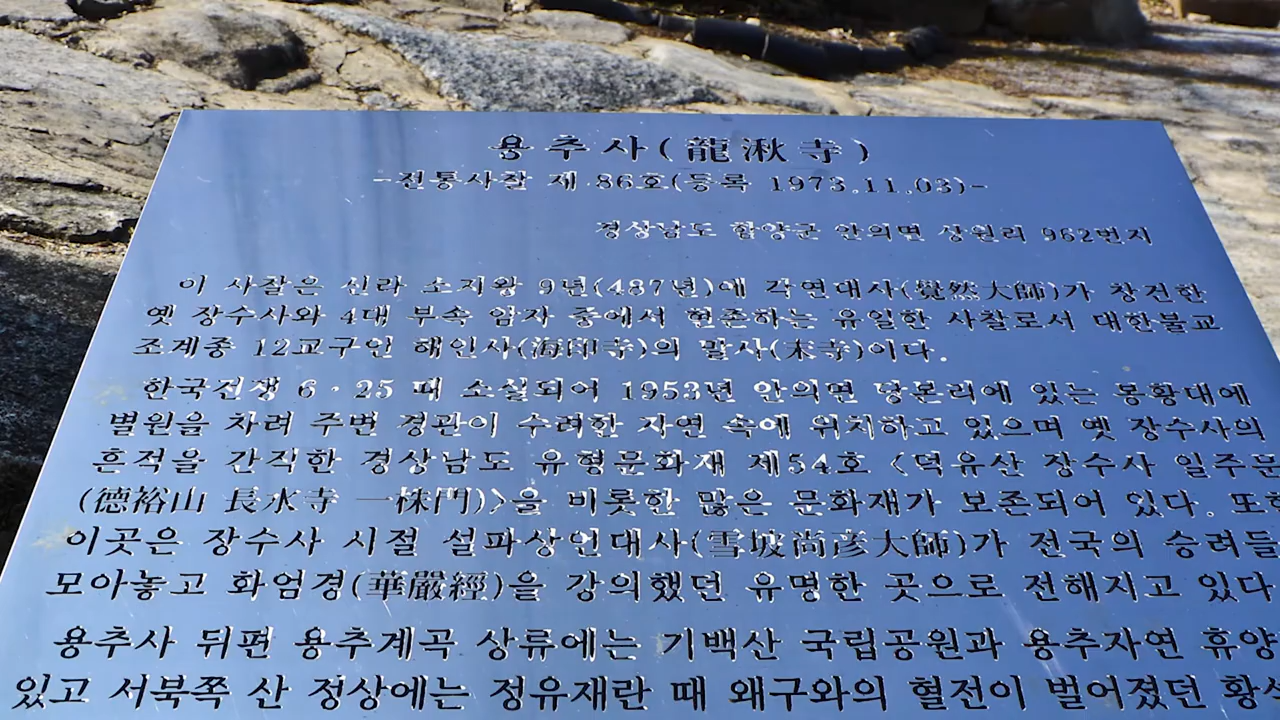 용추사(龍湫寺)
-전통사찰 제 86호(등록 1973.11.03)-
경상남도 함양군 안의면 상원리 962번지
이 사찰은 신라 소지왕 9년(487년)에 각연대사(覺然大師)가 창건한
옛 장수사와 4대 부속 암자 중에서 현존하는 유일한 사찰로서 대한불교
조계종 12교구인 해인사(海印寺)의 말사(末寺)이다.
한국전쟁 6·25 때 소실되어 1953년 안의면 당본리에 있는 봉황대에
별원을 차려 주변 경관이 수려한 자연 속에 위치하고 있으며 옛 장수사의
흔적을 간직한 경상남도 유형문화재 제54호 <덕유산 장수사 일주문
(德裕山 長水寺 一株門)>을 비롯한 많은 문화재가 보존되어 있다. 또한
이곳은 장수사 시절 설파상언대사(雪坡尙彦大師)가 전국의 승려들
모아놓고 화엄경(華嚴經)을 강의했던 유명한 곳으로 전해지고 있다
용추사 뒤편 용추계곡 상류에는 기백산 국립공원과 용추자연 휴양
있고 서북쪽 산 정상에는 정유재란 때 왜구와의 혈전이 벌어졌던 황석